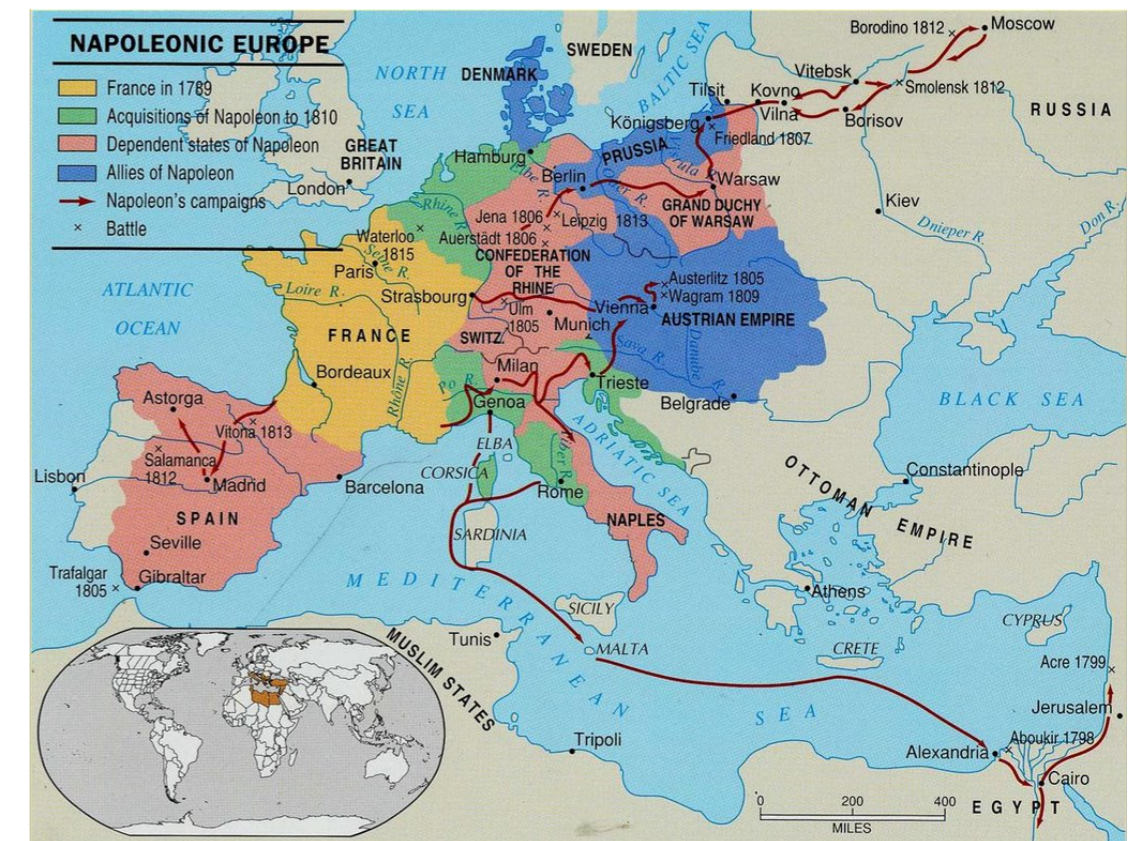 NAPOLEONIC EUROPE
France in 1789
Acquisitions of Napoleon to 1810
Dependent states of Napoleon
Allies of Napoleon
Napoleon's campaigns
× Battle
NORTH
SEA
DENMARK
SWEDEN
BALTIC SEA
Borodino 1812
Moscow
Vitebsk
Smolensk 1812
Tilsit
Kovno
Vilna
Borisov
RUSSIA
Königsberg
Friedland 1807
GREAT
BRITAIN
London
Hamburg
Elbe R.
Berlin
PRUSSIA
Warsaw
GRAND DUCHY
OF WARSAW
Kiev
Dnieper R.
Don R.
Rhine R.
Jena 1806
Leipzig 1813
Auerstädt 1806
Waterloo
1815
Seine R.
Paris
CONFEDERATION
OF THE
RHINE
ATLANTIC
OCEAN
Loire R.
Strasbourg
Ulm
1805
Munich
Vienna
Austerlitz 1805
Wagram 1809
AUSTRIAN EMPIRE
FRANCE
SWITZ.
Sava R.
Danube R.
Bordeaux
Rhône R.
Po R.
Milan
Trieste
Belgrade
Genoa
BLACK SEA
Astorga
Vitoria 1813
ELBA
ADRIATIC SEA
Salamanca
1812
Madrid
Lisbon
Barcelona
CORSICA
Tiber R.
Rome
Constantinople
OTTOMAN EMPIRE
SPAIN
SARDINIA
NAPLES
Seville
Trafalgar
1805
Gibraltar
MEDITERRANEAN SEA
SICILY
Athens
CYPRUS
Tunis
MALTA
CRETE
MUSLIM STATES
Acre 1799
Jerusalem
Tripoli
Alexandria
Aboukir 1798
Cairo
EGYPT
0 200 400
MILES